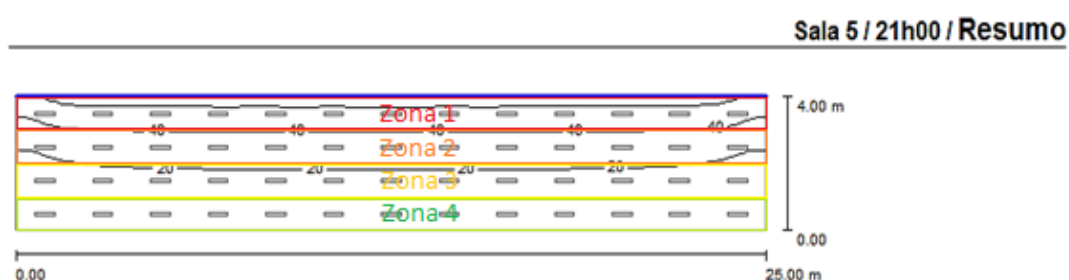 Sala 5 / 21h00 / Resumo
4.00 m
Zona 1
40 40 40 40 40
Zona 2
20 20 20 20
Zona 3
Zona 4
0.00
0.00 25.00 m